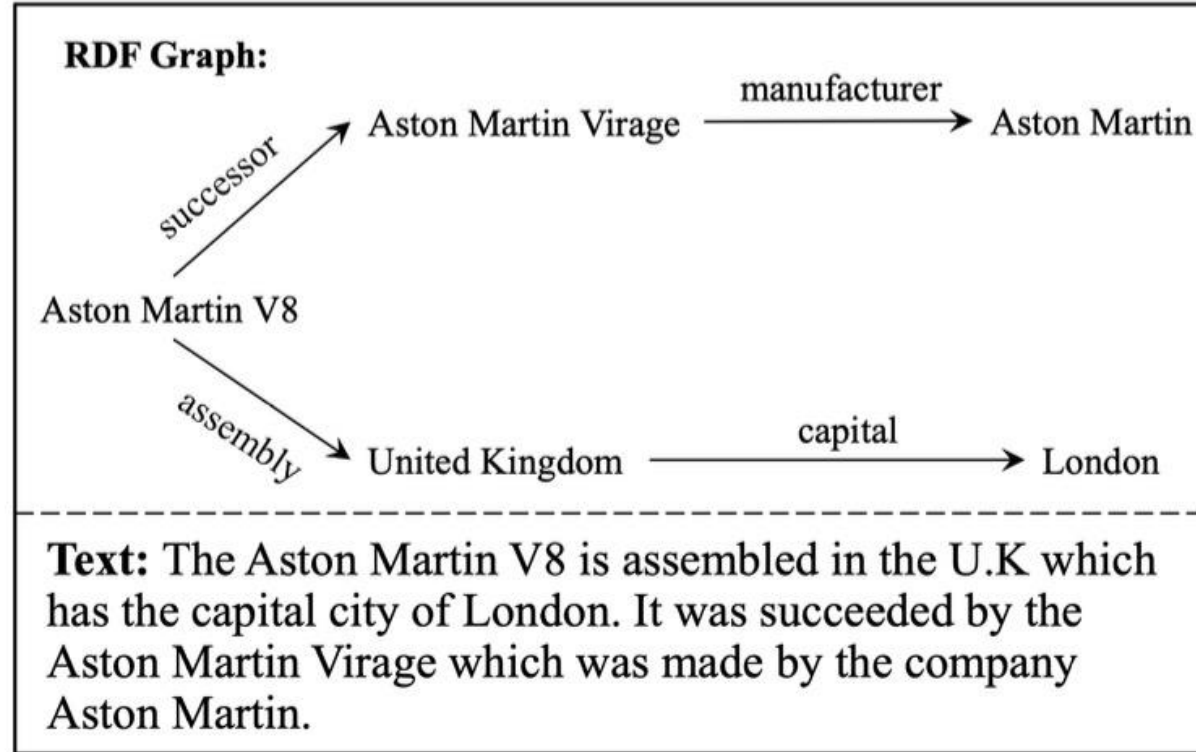 RDF Graph:
manufacturer
Aston Martin Virage
Aston Martin
successor
Aston Martin V8
assembly
capital
United Kingdom
London
Text: The Aston Martin V8 is assembled in the U.K which
has the capital city of London. It was succeeded by the
Aston Martin Virage which was made by the company
Aston Martin.